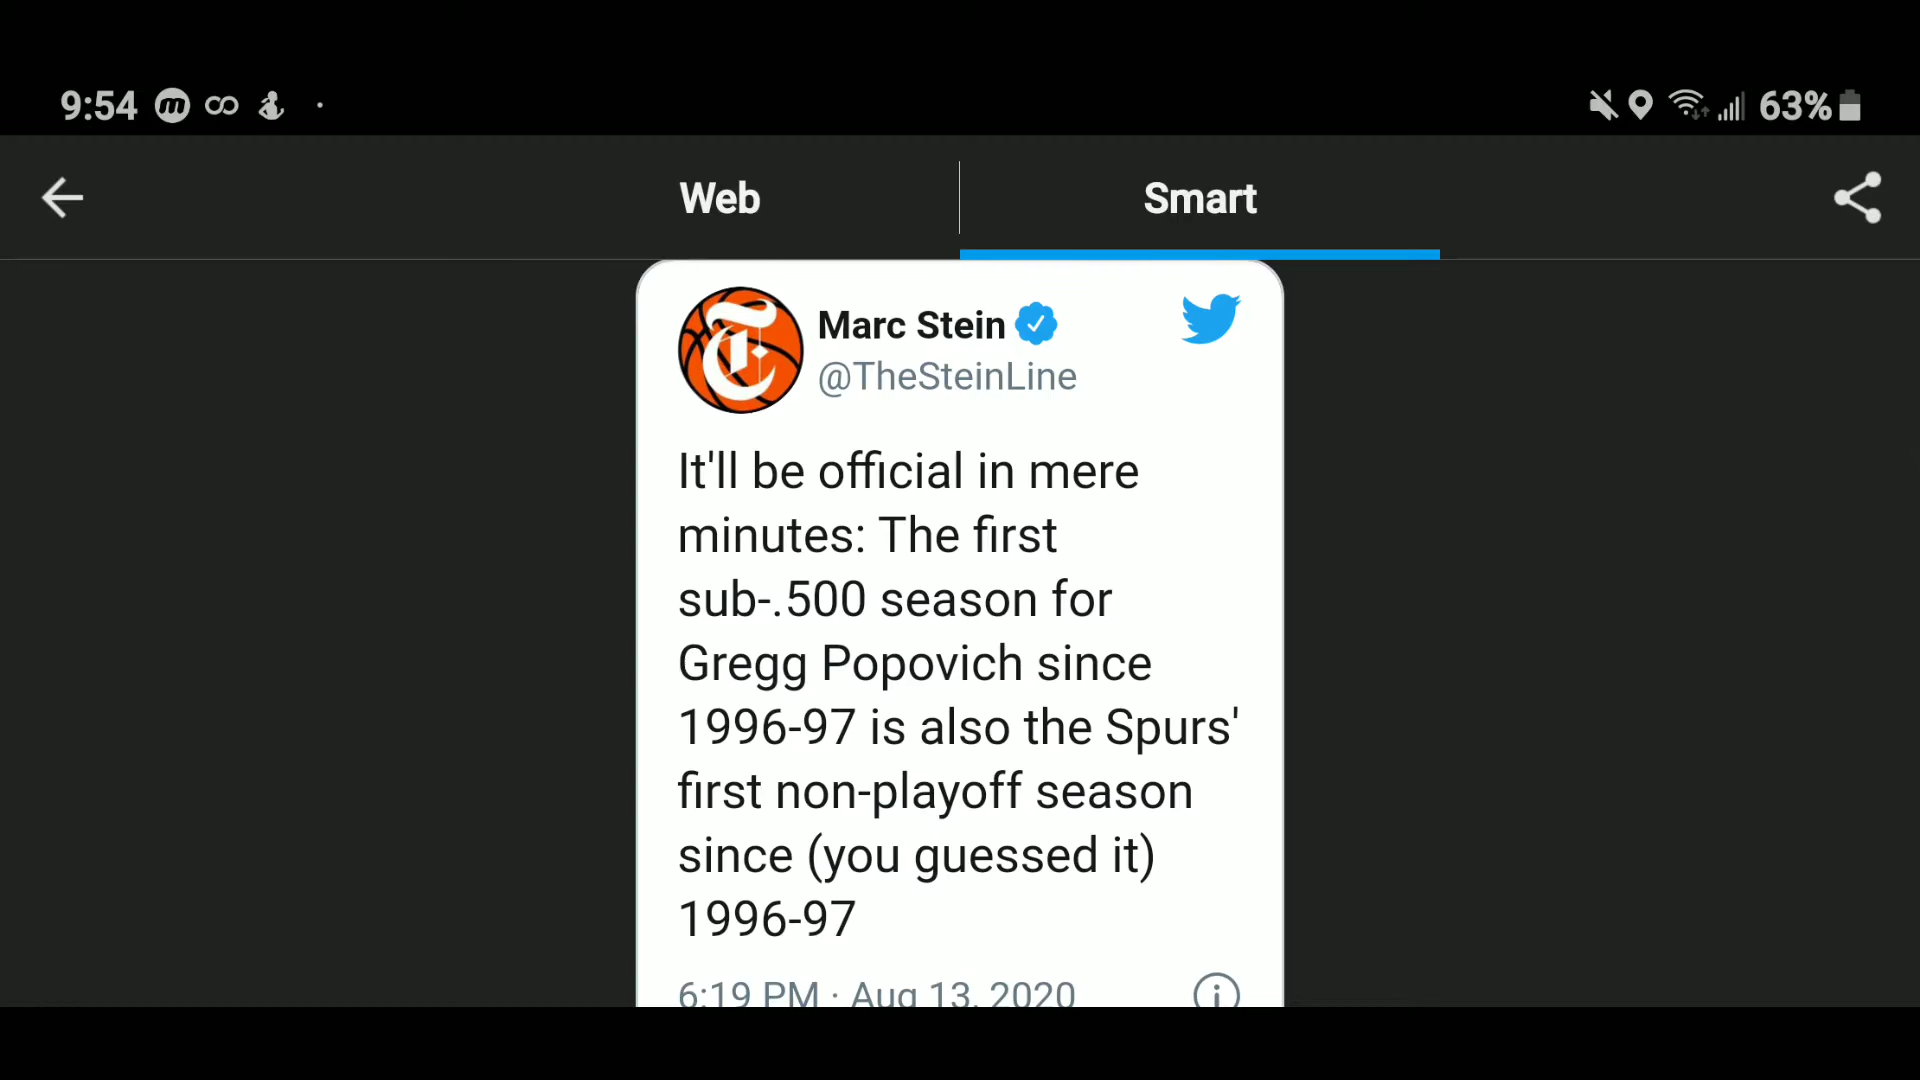 9:54
63%
Web
Smart
Marc Stein
@TheSteinLine
It'll be official in mere
minutes: The first
sub-.500 season for
Gregg Popovich since
1996-97 is also the Spurs'
first non-playoff season
since (you guessed it)
1996-97
6:19 PM · Aug 13, 2020